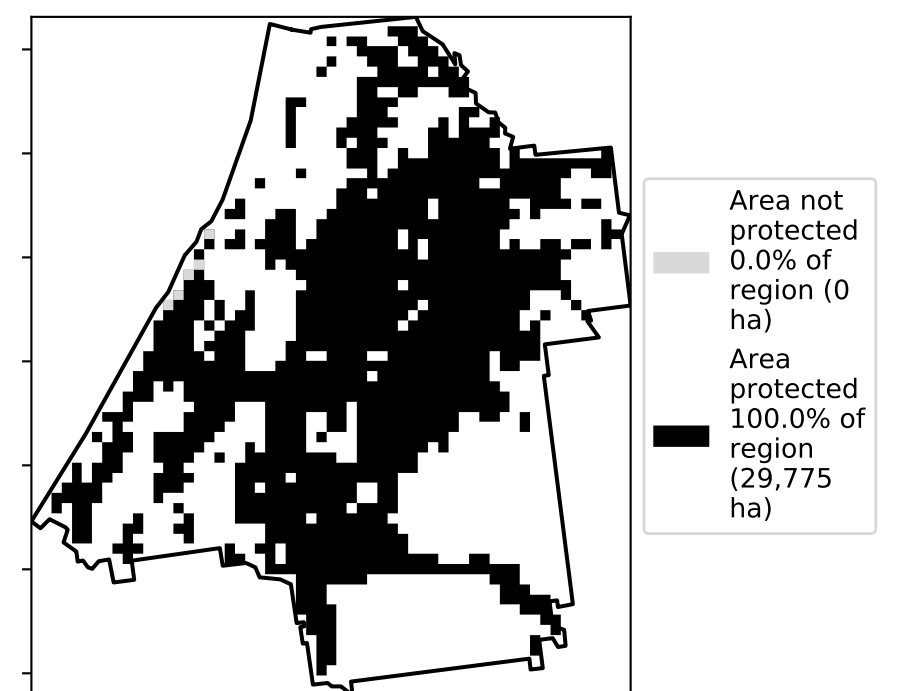 Area not
protected
0.0% of
region (0
ha)
Area
protected
100.0% of
region
(29,775
ha)